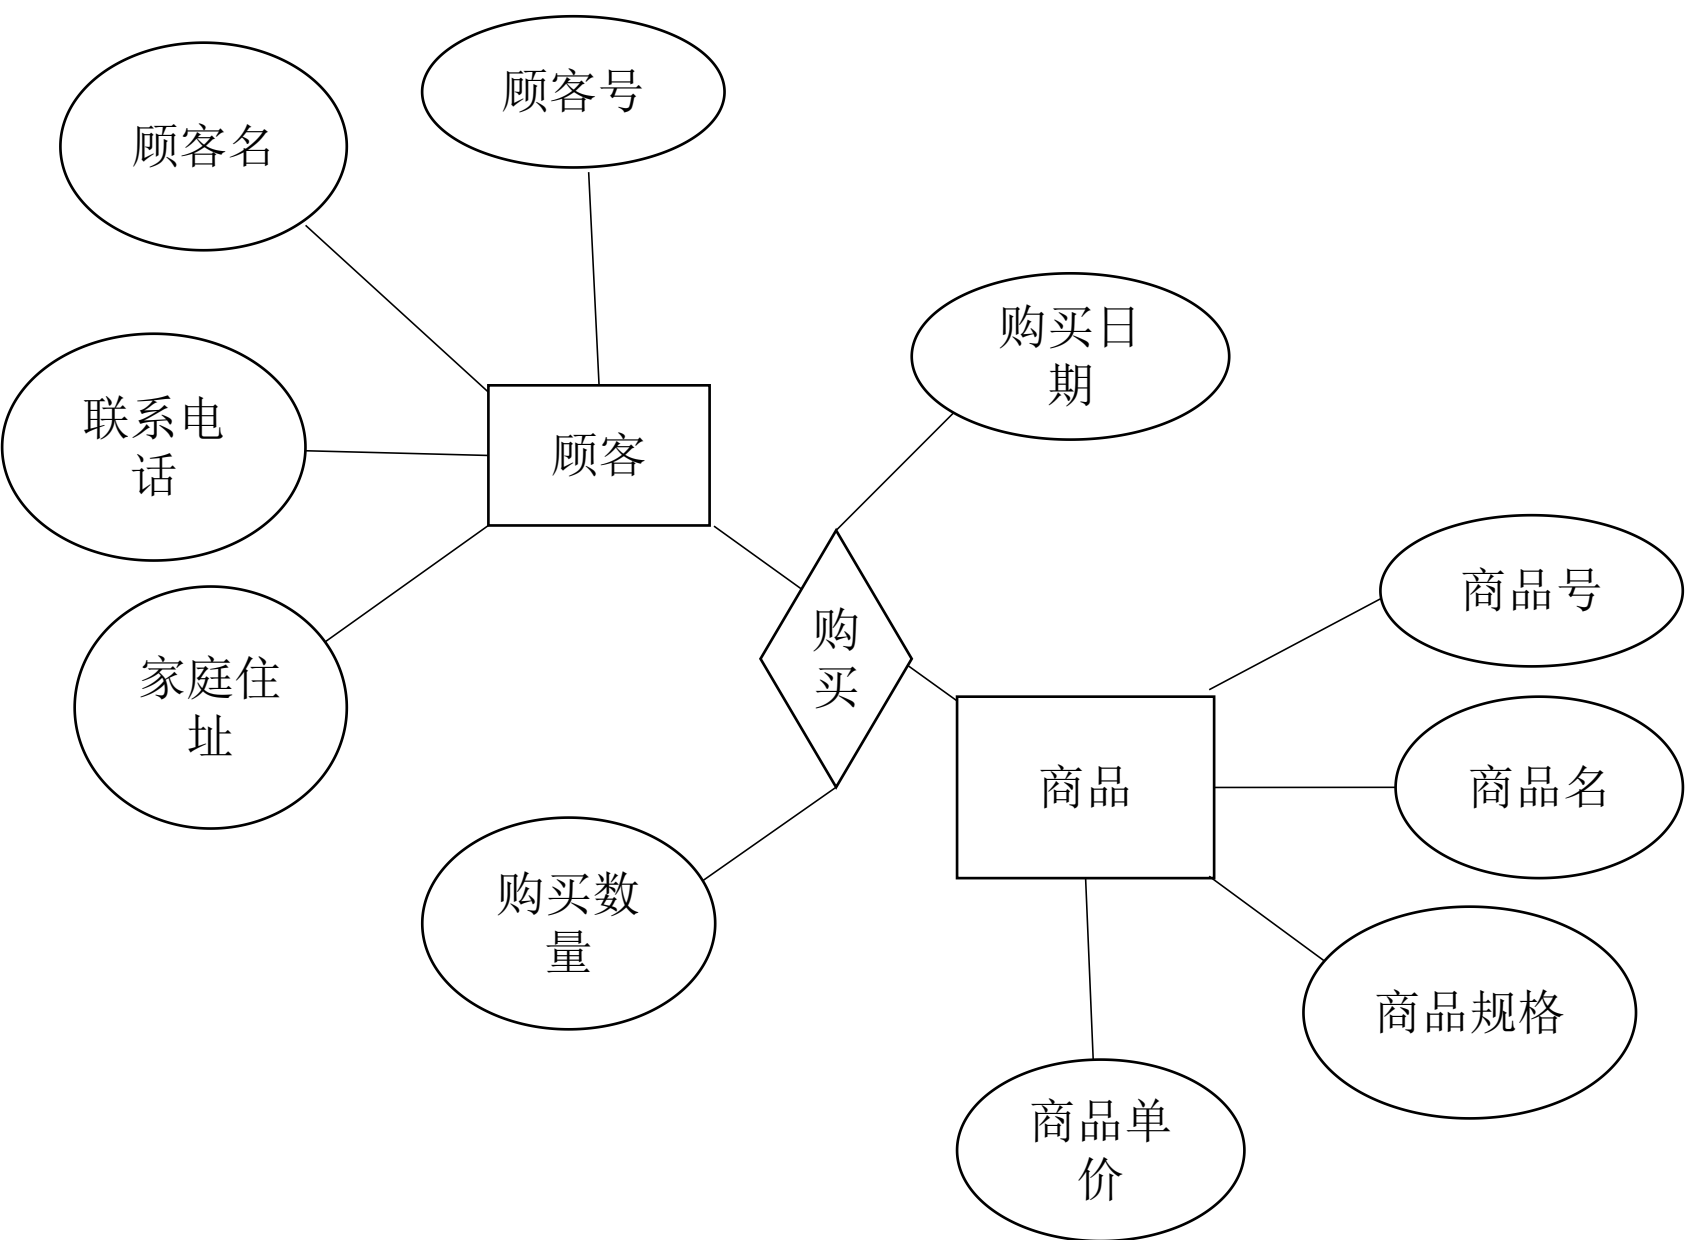 顾客号
顾客名
购买日
期
联系电
话
顾客
商品号
购
买
家庭住
址
商品
商品名
购买数
量
商品规格
商品单
价